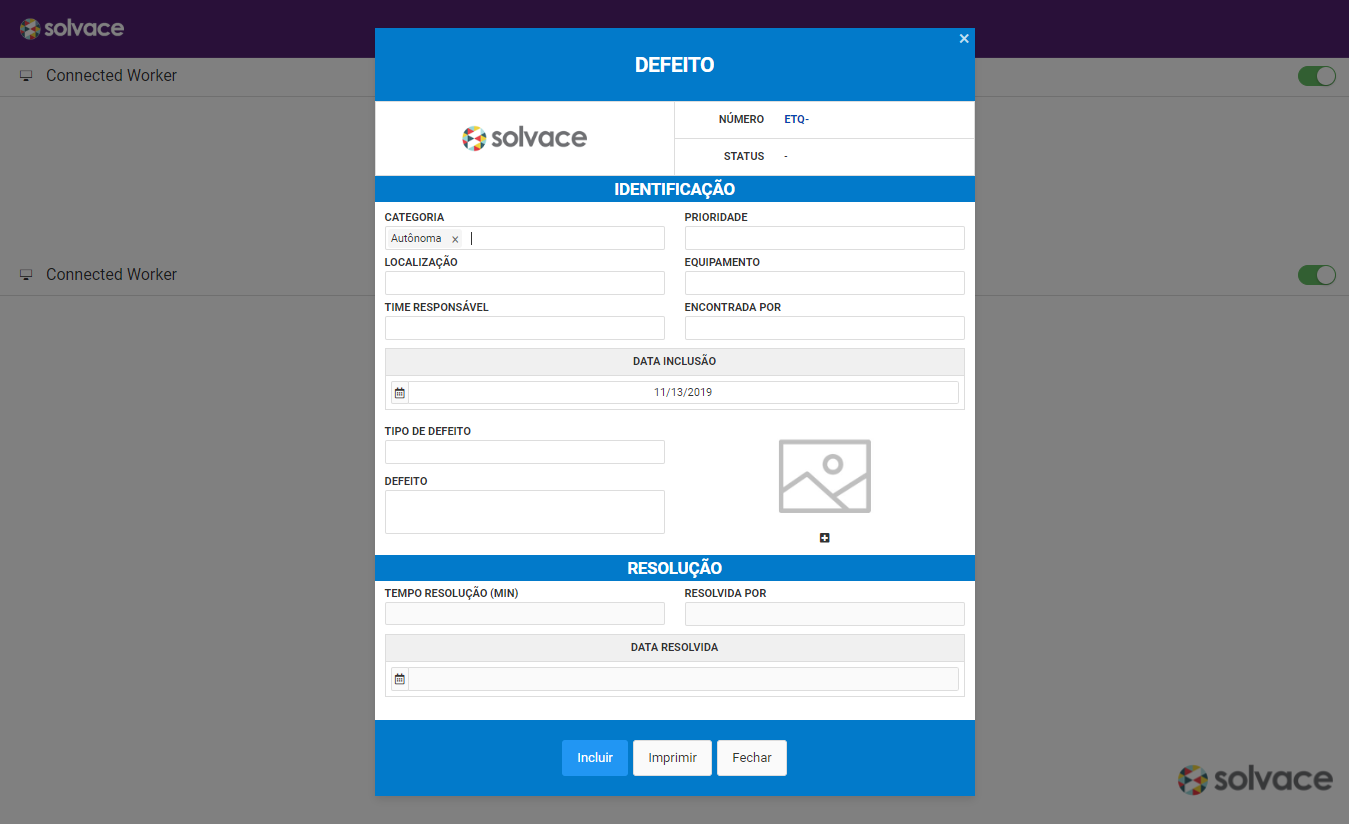 solvace
Connected Worker
Connected Worker
×
DEFEITO
solvace
NÚMERO ETQ-
STATUS -
IDENTIFICAÇÃO
CATEGORIA PRIORIDADE
Autônoma ×
LOCALIZAÇÃO EQUIPAMENTO
TIME RESPONSÁVEL ENCONTRADA POR
DATA INCLUSÃO
11/13/2019
TIPO DE DEFEITO
DEFEITO
RESOLUÇÃO
TEMPO RESOLUÇÃO (MIN) RESOLVIDA POR
DATA RESOLVIDA
Incluir Imprimir Fechar
solvace